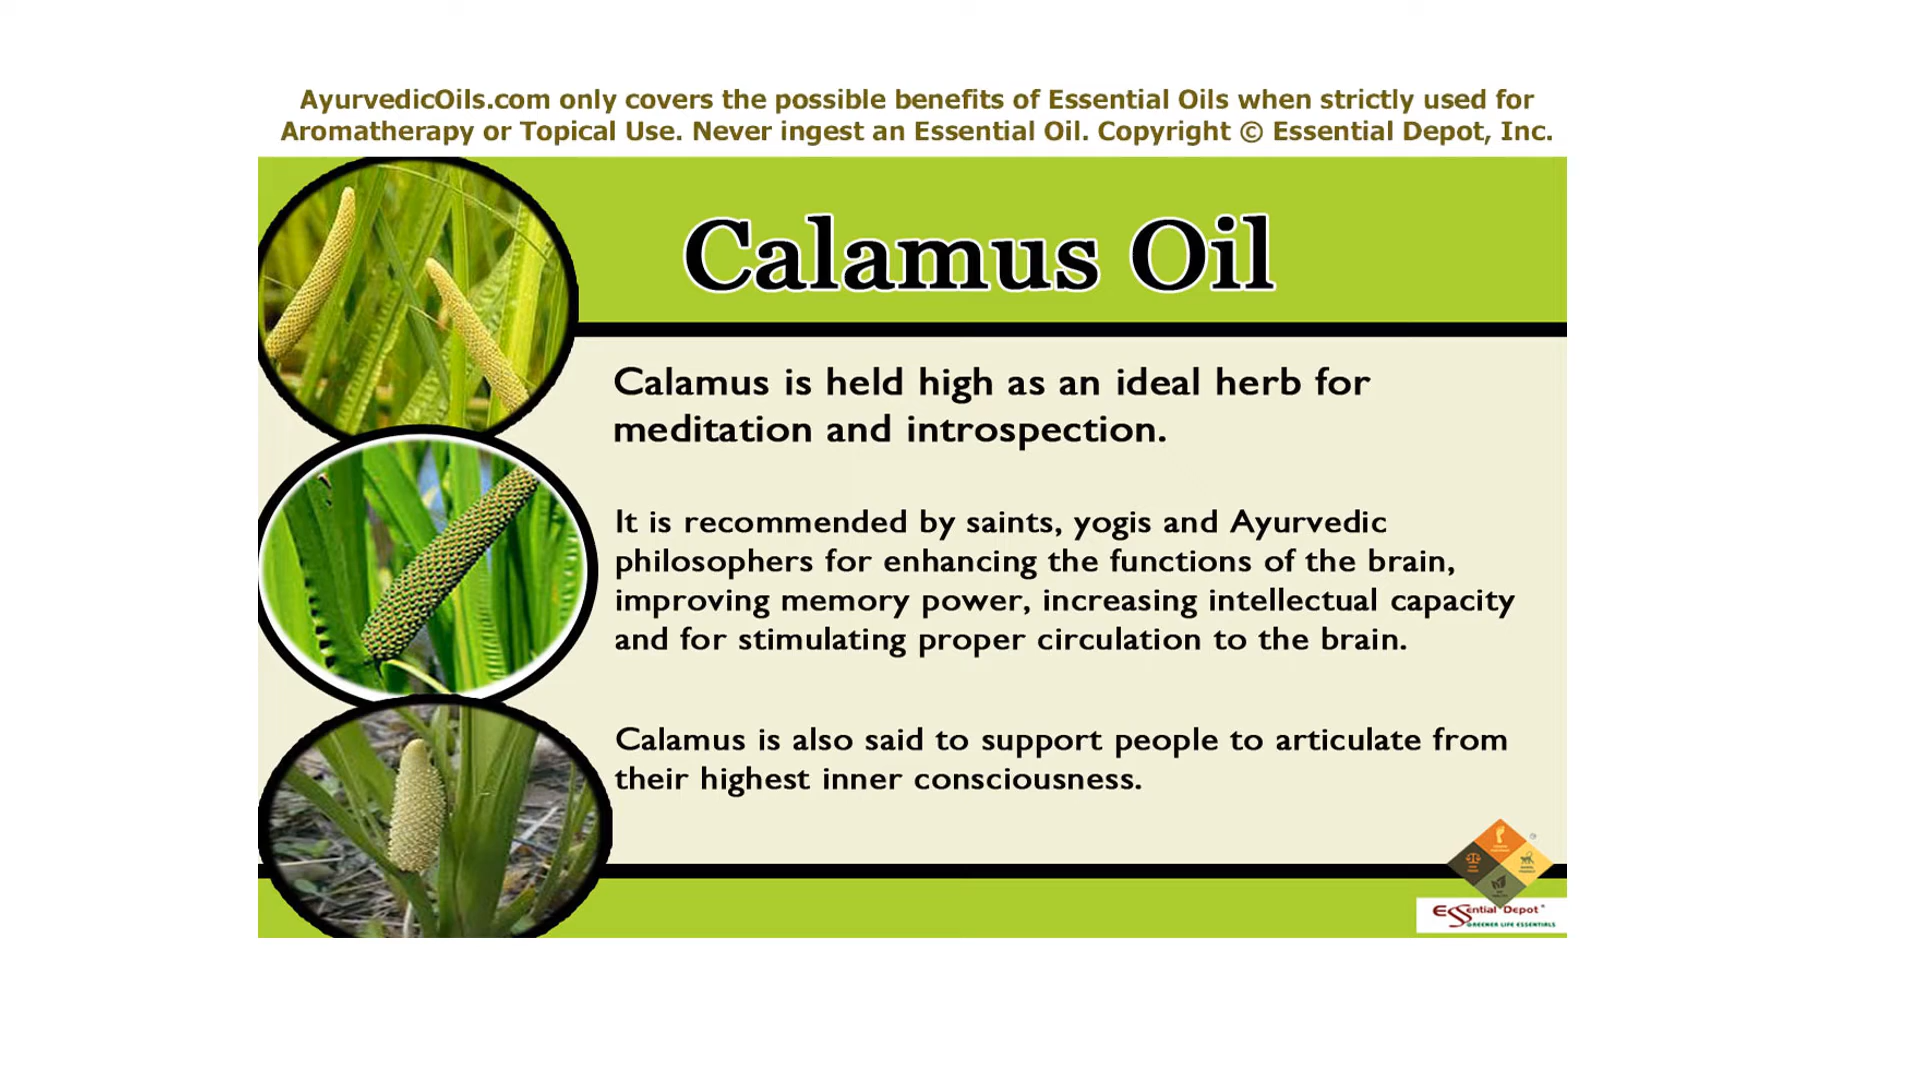 AyurvedicOils.com only covers the possible benefits of Essential Oils when strictly used for
Aromatherapy or Topical Use. Never ingest an Essential Oil. Copyright © Essential Depot, Inc.
Calamus Oil
Calamus is held high as an ideal herb for
meditation and introspection.
It is recommended by saints, yogis and Ayurvedic
philosophers for enhancing the functions of the brain,
improving memory power, increasing intellectual capacity
and for stimulating proper circulation to the brain.
Calamus is also said to support people to articulate from
their highest inner consciousness.
Essential Depot
GREENER LIFE ESSENTIALS